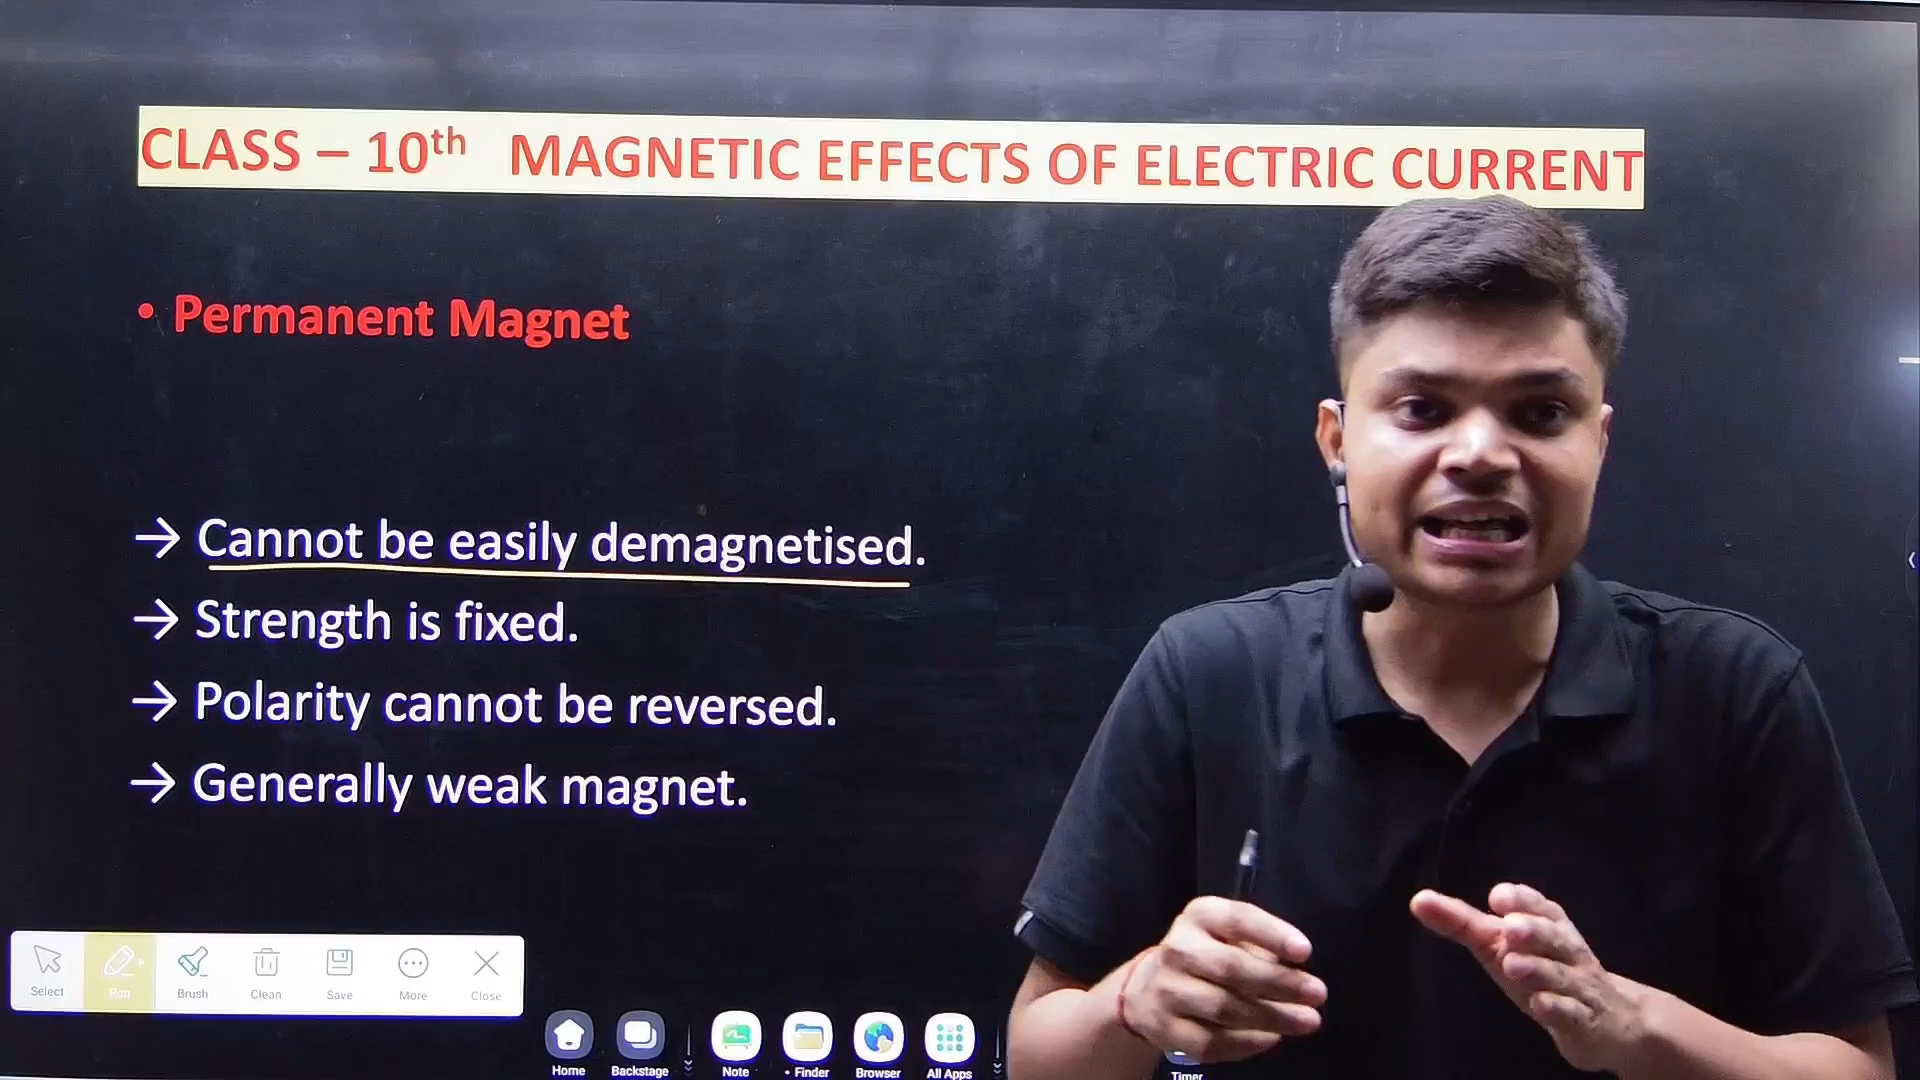 CLASS – 10th MAGNETIC EFFECTS OF ELECTRIC CURRENT
• Permanent Magnet
→ Cannot be easily demagnetised.
→ Strength is fixed.
→ Polarity cannot be reversed.
→ Generally weak magnet.
Select Pen Brush Clean Save More Close
Home Backstage Note • Finder Browser All Apps Timer